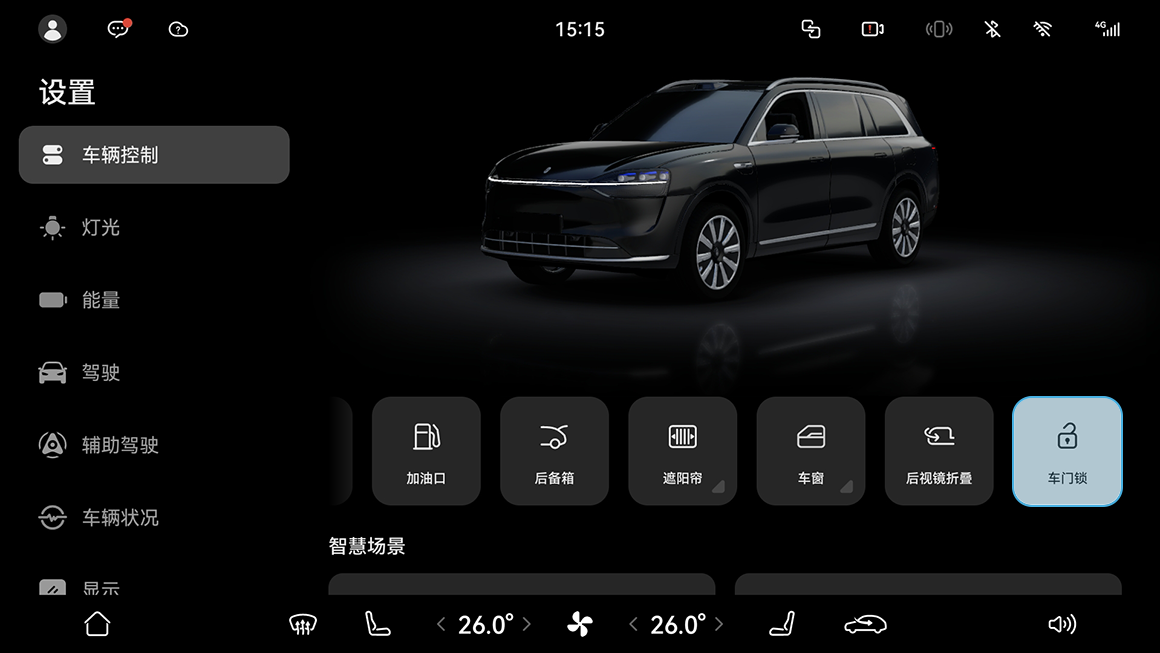 15:15
4G
设置
车辆控制
灯光
能量
驾驶
辅助驾驶
车辆状况
显示
加油口
后备箱
遮阳帘
车窗
后视镜折叠
车门锁
智慧场景
26.0°
26.0°